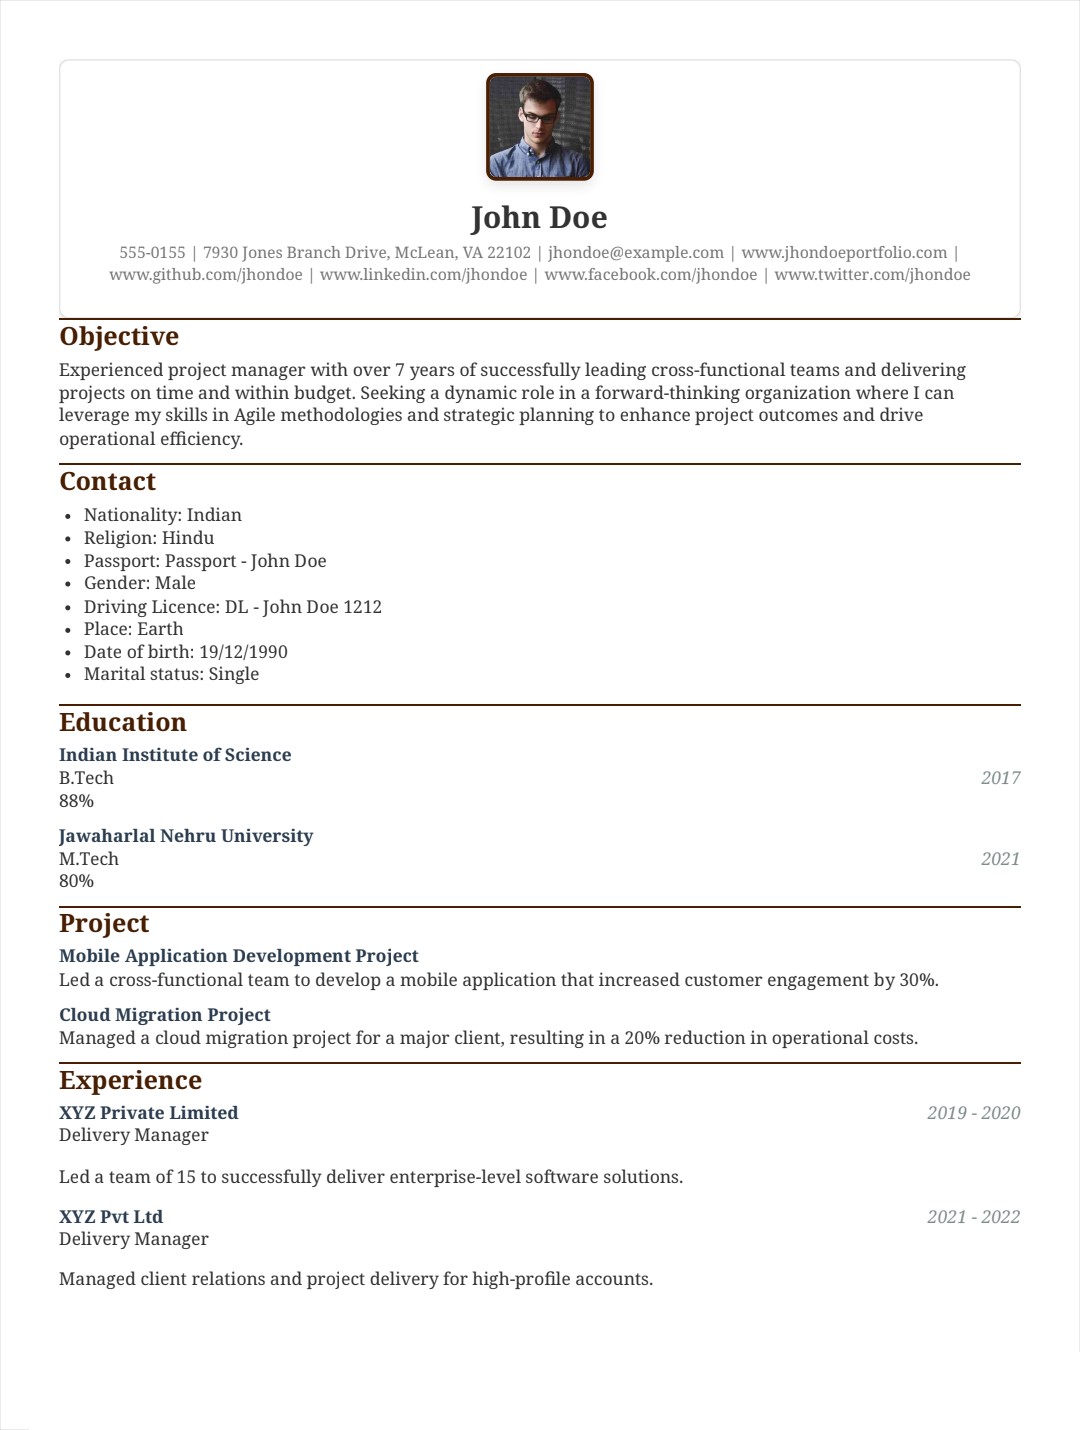 John Doe
555-0155 | 7930 Jones Branch Drive, McLean, VA 22102 | jhondoe@example.com | www.jhondoeportfolio.com |
www.github.com/jhondoe | www.linkedin.com/jhondoe | www.facebook.com/jhondoe | www.twitter.com/jhondoe
Objective
Experienced project manager with over 7 years of successfully leading cross-functional teams and delivering
projects on time and within budget. Seeking a dynamic role in a forward-thinking organization where I can
leverage my skills in Agile methodologies and strategic planning to enhance project outcomes and drive
operational efficiency.
Contact
• Nationality: Indian
• Religion: Hindu
• Passport: Passport - John Doe
• Gender: Male
• Driving Licence: DL - John Doe 1212
• Place: Earth
• Date of birth: 19/12/1990
• Marital status: Single
Education
Indian Institute of Science
B.Tech 2017
88%
Jawaharlal Nehru University
M.Tech 2021
80%
Project
Mobile Application Development Project
Led a cross-functional team to develop a mobile application that increased customer engagement by 30%.
Cloud Migration Project
Managed a cloud migration project for a major client, resulting in a 20% reduction in operational costs.
Experience
XYZ Private Limited 2019 - 2020
Delivery Manager
Led a team of 15 to successfully deliver enterprise-level software solutions.
XYZ Pvt Ltd 2021 - 2022
Delivery Manager
Managed client relations and project delivery for high-profile accounts.